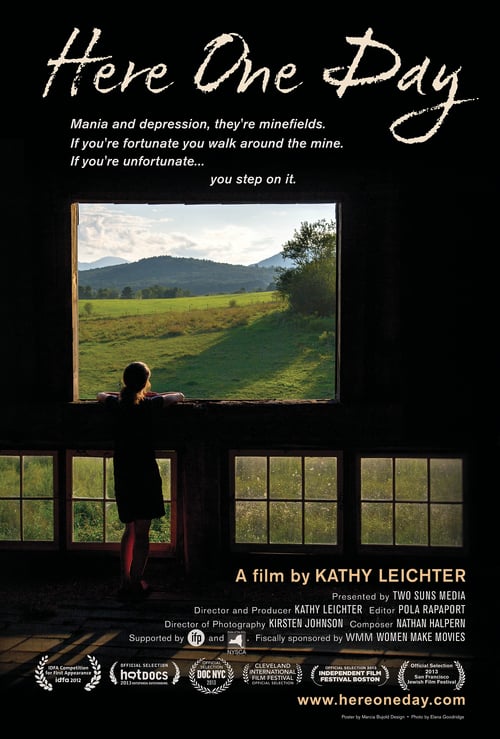 Here One Day
Mania and depression, they're minefields.
If you're fortunate you walk around the mine.
If you're unfortunate...
you step on it.
A film by KATHY LEICHTER
Presented by TWO SUNS MEDIA
Director and Producer KATHY LEICHTER Editor POLA RAPAPORT
Director of Photography KIRSTEN JOHNSON Composer NATHAN HALPERN
Supported by ifp and NYSCA. Fiscally sponsored by WMM WOMEN MAKE MOVIES
IDFA Competition
for First Appearance
idfa 2012
OFFICIAL SELECTION
HOTDOCS
OFFICIAL SELECTION
DOC NYC
2013
CLEVELAND
INTERNATIONAL
FILM FESTIVAL
OFFICIAL SELECTION
OFFICIAL SELECTION 2013
INDEPENDENT FILM
FESTIVAL BOSTON
Official Selection
2013
San Francisco
Jewish Film Festival
www.hereoneday.com
Poster by Marcia Bujold Design • Photo by Elena Goodridge